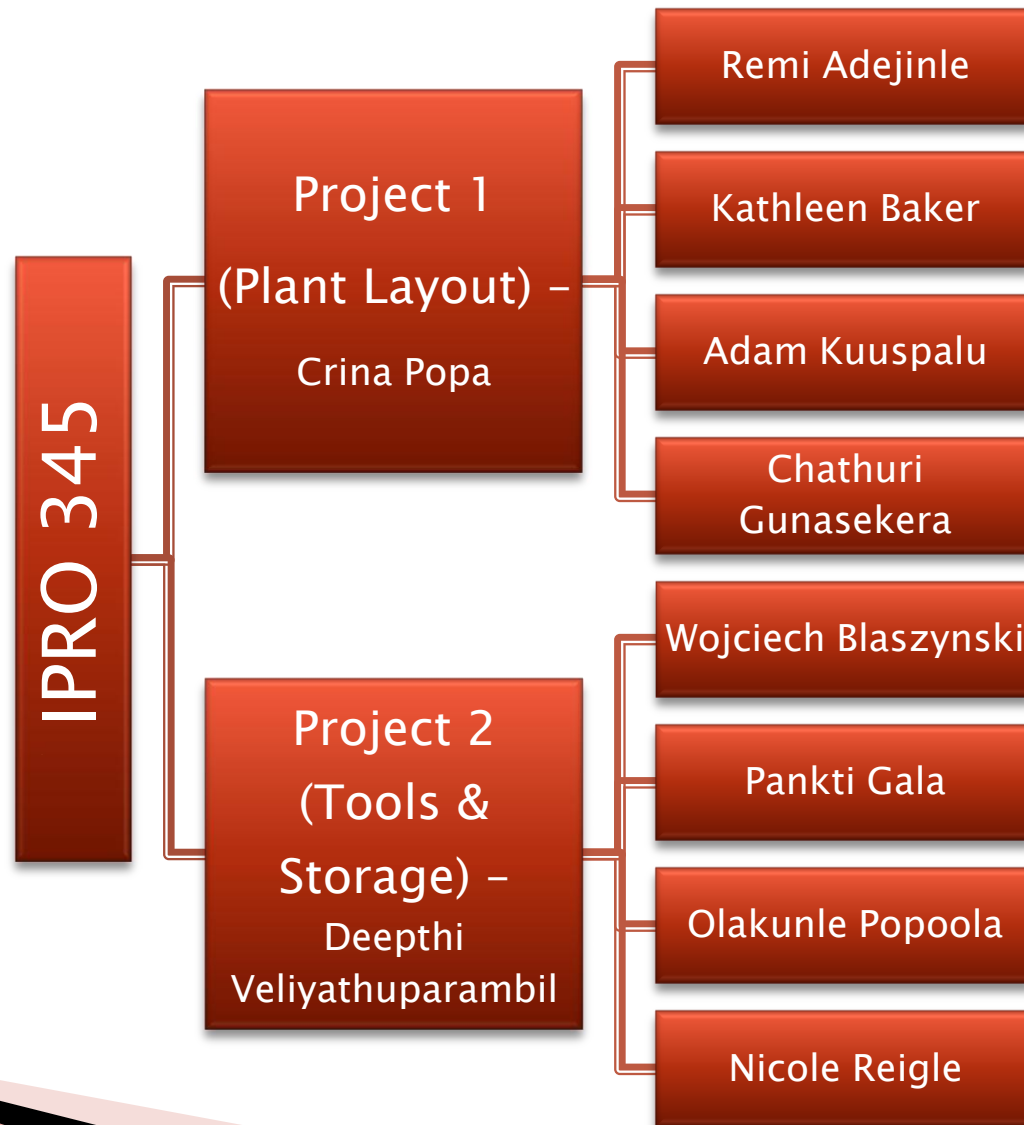 IPRO 345
Project 1
(Plant Layout) –
Crina Popa
Remi Adejinle
Kathleen Baker
Adam Kuuspalu
Chathuri
Gunasekera
Project 2
(Tools &
Storage) –
Deepthi
Veliyathuparambil
Wojciech Blaszynski
Pankti Gala
Olakunle Popoola
Nicole Reigle